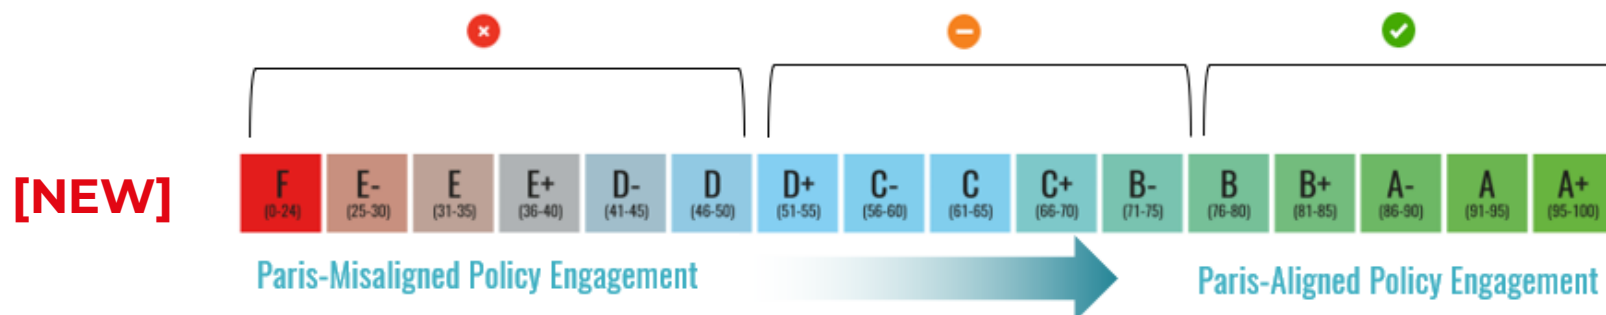 [NEW]
F E- E E+ D- D D+ C- C C+ B- B B+ A- A A+
(0-24) (25-30) (31-35) (36-40) (41-45) (46-50) (51-55) (56-60) (61-65) (66-70) (71-75) (76-80) (81-85) (86-90) (91-95) (95-100)
Paris-Misaligned Policy Engagement
Paris-Aligned Policy Engagement